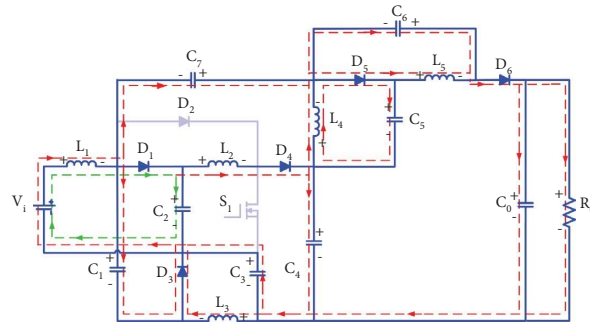 C6
- +
C7
- +
D5
+ L5 -
D6
D2
-
L4
+
+
C5
-
L1
+ -
D1
+ L2 -
D4
Vi
S1
+
C2
-
+
C0
-
+
R
-
+
C1
-
D3
+
C3
-
C4
+
-
L3
- +